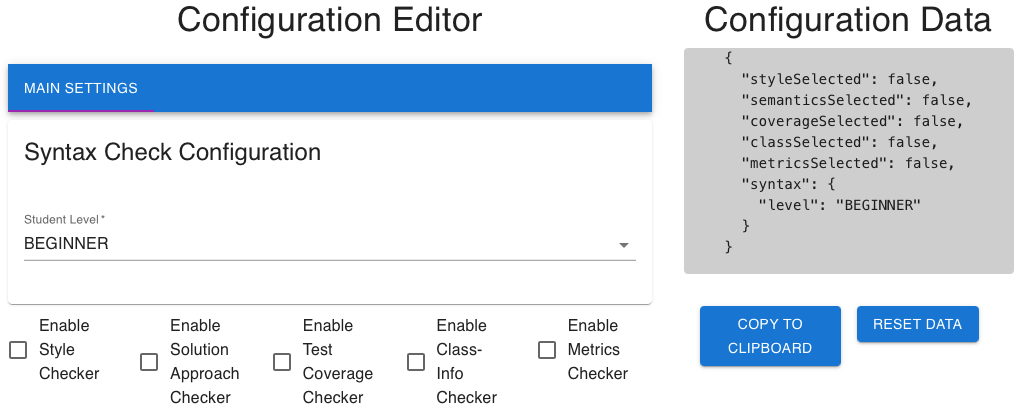 Configuration Editor
MAIN SETTINGS
Syntax Check Configuration
Student Level *
BEGINNER
Enable
Style
Checker
Enable
Solution
Approach
Checker
Enable
Test
Coverage
Checker
Enable
Class-
Info
Checker
Enable
Metrics
Checker
Configuration Data
{
  "styleSelected": false,
  "semanticsSelected": false,
  "coverageSelected": false,
  "classSelected": false,
  "metricsSelected": false,
  "syntax": {
    "level": "BEGINNER"
  }
}
COPY TO
CLIPBOARD
RESET DATA